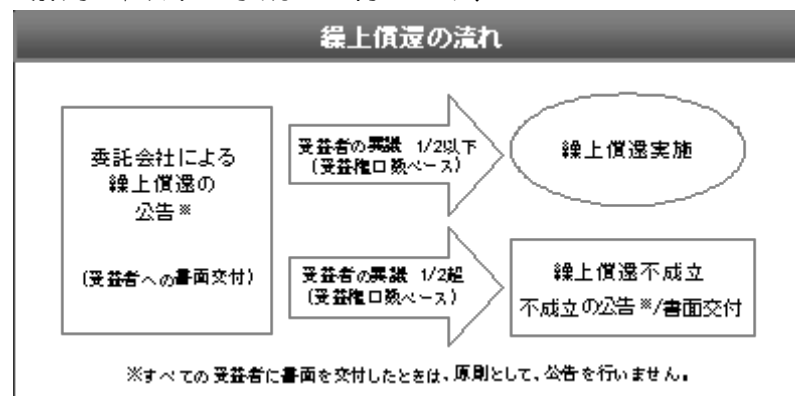 繰上償還の流れ
委託会社による
繰上償還の
公告※
(受益者への書面交付)
受益者の異議 1/2以下
(受益権口数ベース)
繰上償還実施
受益者の異議 1/2超
(受益権口数ベース)
繰上償還不成立
不成立の公告※/書面交付
※すべての受益者に書面を交付したときは、原則として、公告を行いません。